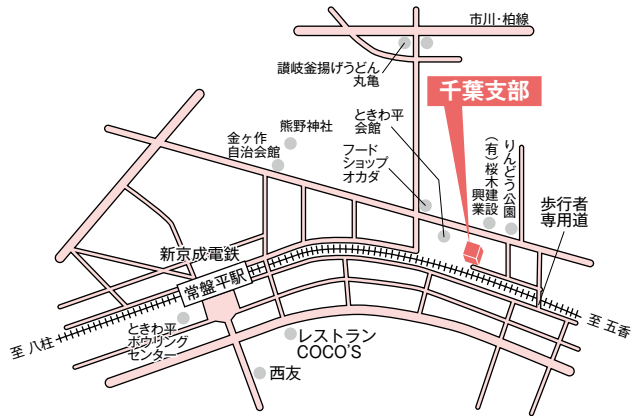 市川・柏線
讃岐釜揚げうどん
丸亀
千葉支部
ときわ平
会館
熊野神社
金ヶ作
自治会館
フード
ショップ
オカダ
(有)桜木建設
興業
りんどう公園
歩行者
専用道
新京成電鉄
常盤平駅
至 八柱
至 五香
ときわ平
ボウリング
センター
レストラン
COCO'S
西友